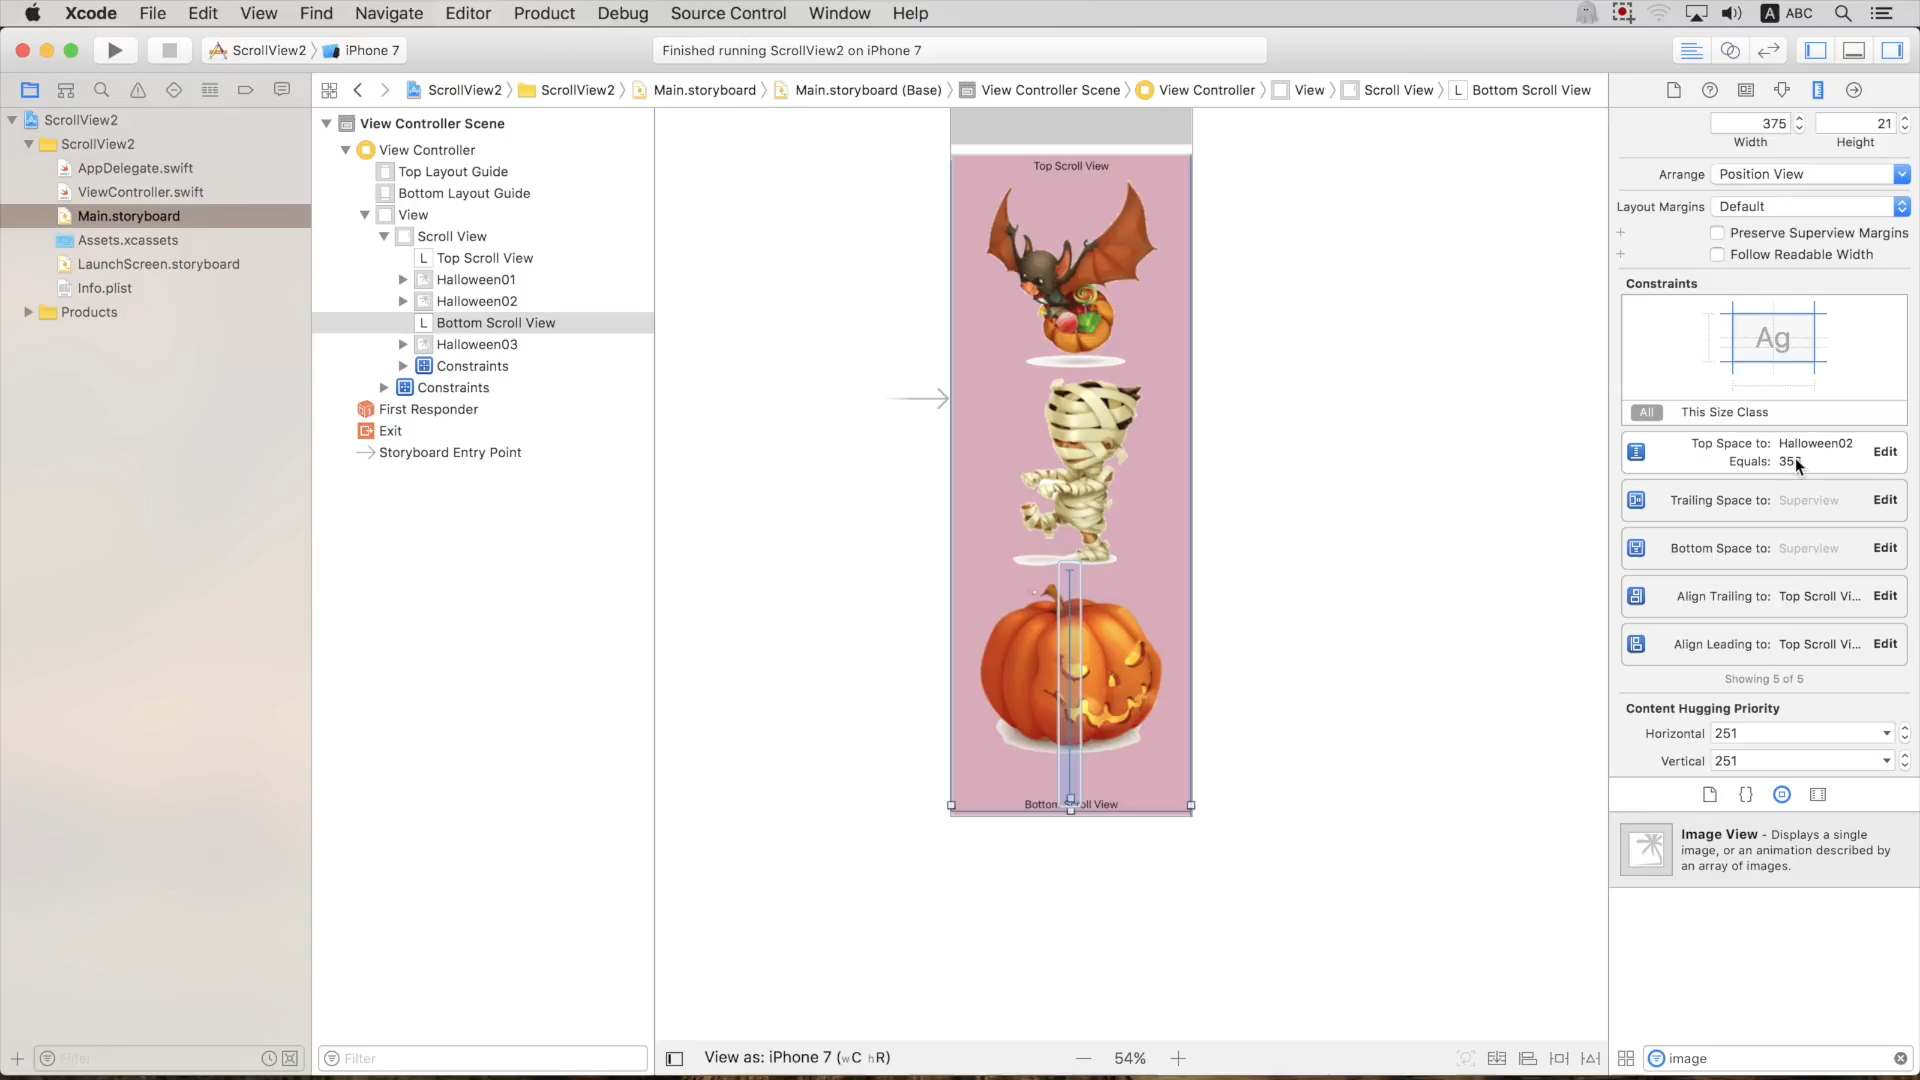 Xcode File Edit View Find Navigate Editor Product Debug Source Control Window Help A ABC
ScrollView2 iPhone 7
Finished running ScrollView2 on iPhone 7
ScrollView2 ScrollView2 Main.storyboard Main.storyboard (Base) View Controller Scene View Controller View Scroll View L Bottom Scroll View
ScrollView2
ScrollView2
AppDelegate.swift
ViewController.swift
Main.storyboard
Assets.xcassets
LaunchScreen.storyboard
Info.plist
Products
Filter
View Controller Scene
View Controller
Top Layout Guide
Bottom Layout Guide
View
Scroll View
L Top Scroll View
Halloween01
Halloween02
L Bottom Scroll View
Halloween03
Constraints
Constraints
First Responder
Exit
Storyboard Entry Point
Filter
Top Scroll View
Scroll View
View as: iPhone 7 (wC hR)
54%
375 21
Width Height
Arrange Position View
Layout Margins Default
Preserve Superview Margins
Follow Readable Width
Constraints
Ag
All This Size Class
Top Space to: Halloween02 Edit
Equals:
Trailing Space to: Superview Edit
Bottom Space to: Superview Edit
Align Trailing to: Top Scroll Vi... Edit
Align Leading to: Top Scroll Vi... Edit
Showing 5 of 5
Content Hugging Priority
Horizontal 251
Vertical 251
{}
Image View - Displays a single
image, or an animation described by
an array of images.
image